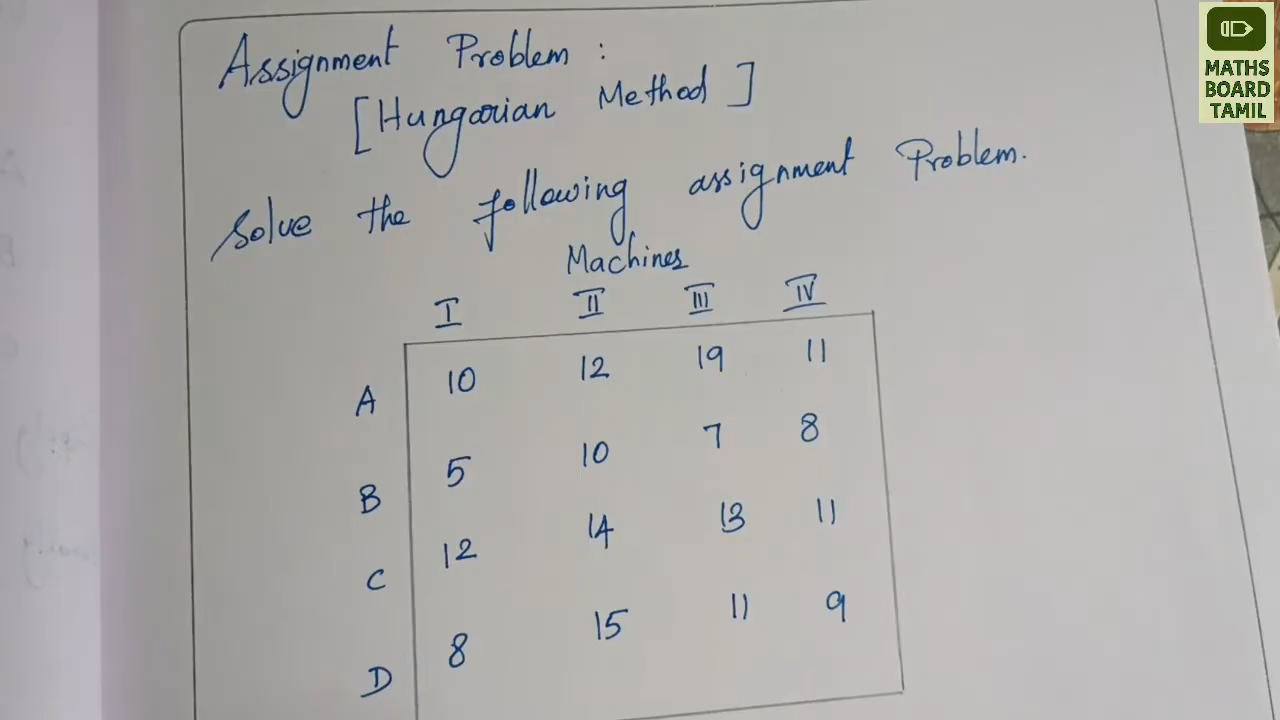 MATHS
BOARD
TAMIL
Assignment Problem :
[Hungarian Method]
Solve the following assignment Problem.
Machines
I II III IV
A 10 12 19 11
B 5 10 7 8
C 12 14 13 11
D 8 15 11 9